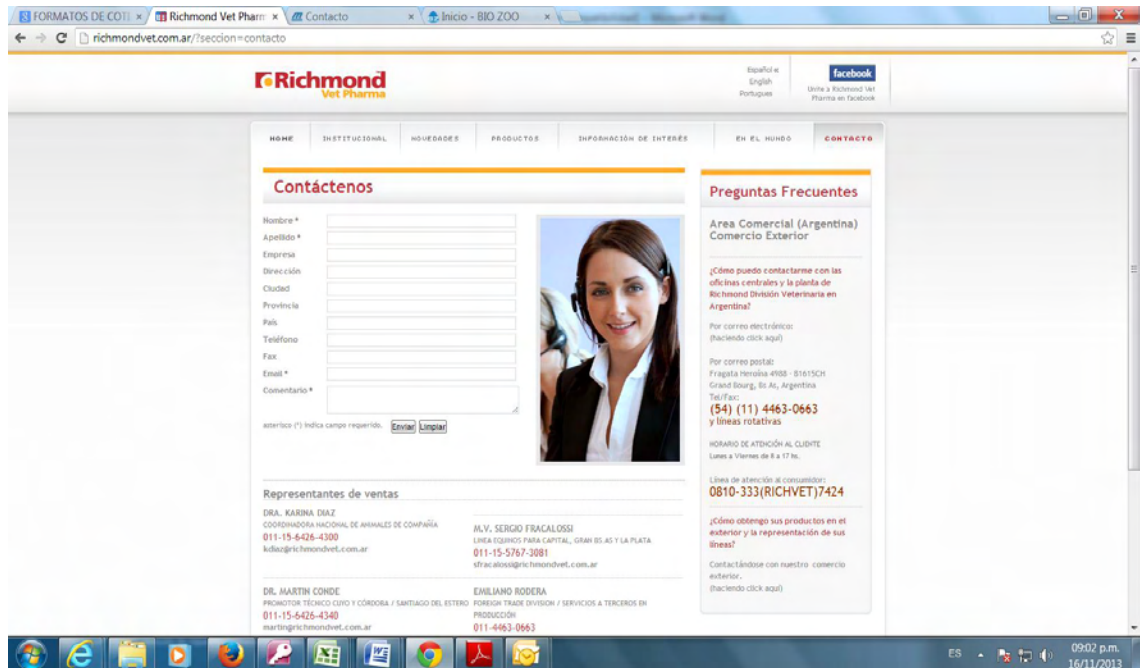 FORMATOS DE COTI
Richmond Vet Pharm
Contacto
Inicio - BIO ZOO
richmondvet.com.ar/?seccion=contacto
Richmond
Vet Pharma
Español
English
Portugues
facebook
Unite a Richmond Vet
Pharma en facebook
HOME
INSTITUCIONAL
NOVEDADES
PRODUCTOS
INFORMACIÓN DE INTERÉS
EN EL MUNDO
CONTACTO
Contáctenos
Nombre *
Apellido *
Empresa
Dirección
Ciudad
Provincia
País
Teléfono
Fax
Email *
Comentario *
asterisco (*) indica campo requerido.
Enviar Limpiar
Representantes de ventas
DRA. KARINA DIAZ
COORDINADORA NACIONAL DE ANIMALES DE COMPAÑÍA
011-15-6426-4300
kdiaz@richmondvet.com.ar
M.V. SERGIO FRACALOSSI
LINEA EQUINOS PARA CAPITAL, GRAN BS.AS Y LA PLATA
011-15-5767-3081
sfracalossi@richmondvet.com.ar
DR. MARTIN CONDE
PROMOTOR TÉCNICO CUYO Y CÓRDOBA / SANTIAGO DEL ESTERO
011-15-6426-4340
martin@richmondvet.com.ar
EMILIANO RODERA
FOREIGN TRADE DIVISION / SERVICIOS A TERCEROS EN
PRODUCCIÓN
011-4463-0663
Preguntas Frecuentes
Area Comercial (Argentina)
Comercio Exterior
¿Cómo puedo contactarme con las
oficinas centrales y la planta de
Richmond División Veterinaria en
Argentina?
Por correo electrónico:
(haciendo click aquí)
Por correo postal:
Fragata Heroína 4988 - B1615CH
Grand Bourg, Bs As, Argentina
Tel/Fax:
(54) (11) 4463-0663
y líneas rotativas
HORARIO DE ATENCIÓN AL CLIENTE
Lunes a Viernes de 8 a 17 hs.
Línea de atención al consumidor:
0810-333(RICHVET)7424
¿Cómo obtengo sus productos en el
exterior y la representación de sus
líneas?
Contactándose con nuestro comercio
exterior.
(haciendo click aquí)
ES
09:02 p.m.
16/11/2013